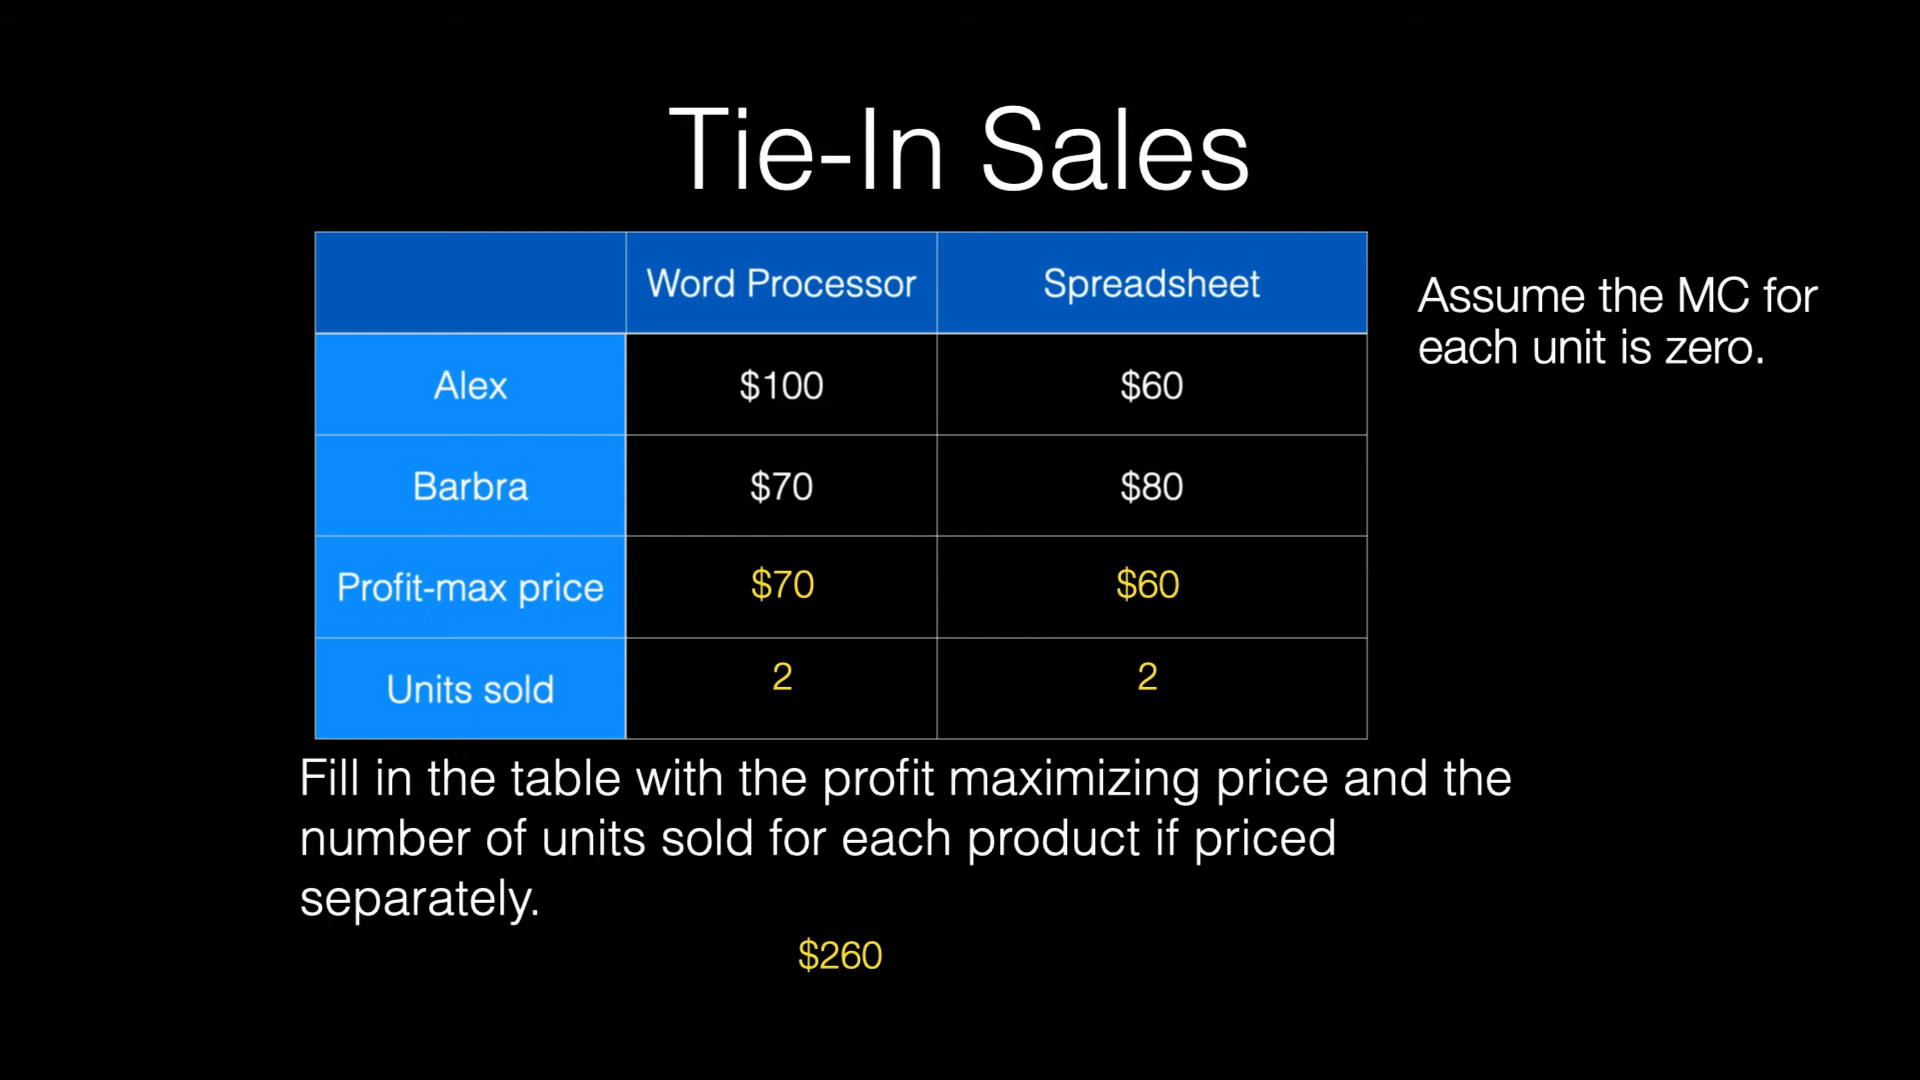 Tie-In Sales
Word Processor Spreadsheet
Alex $100 $60
Barbra $70 $80
Profit-max price $70 $60
Units sold 2 2
Assume the MC for
each unit is zero.
Fill in the table with the profit maximizing price and the
number of units sold for each product if priced
separately.
$260